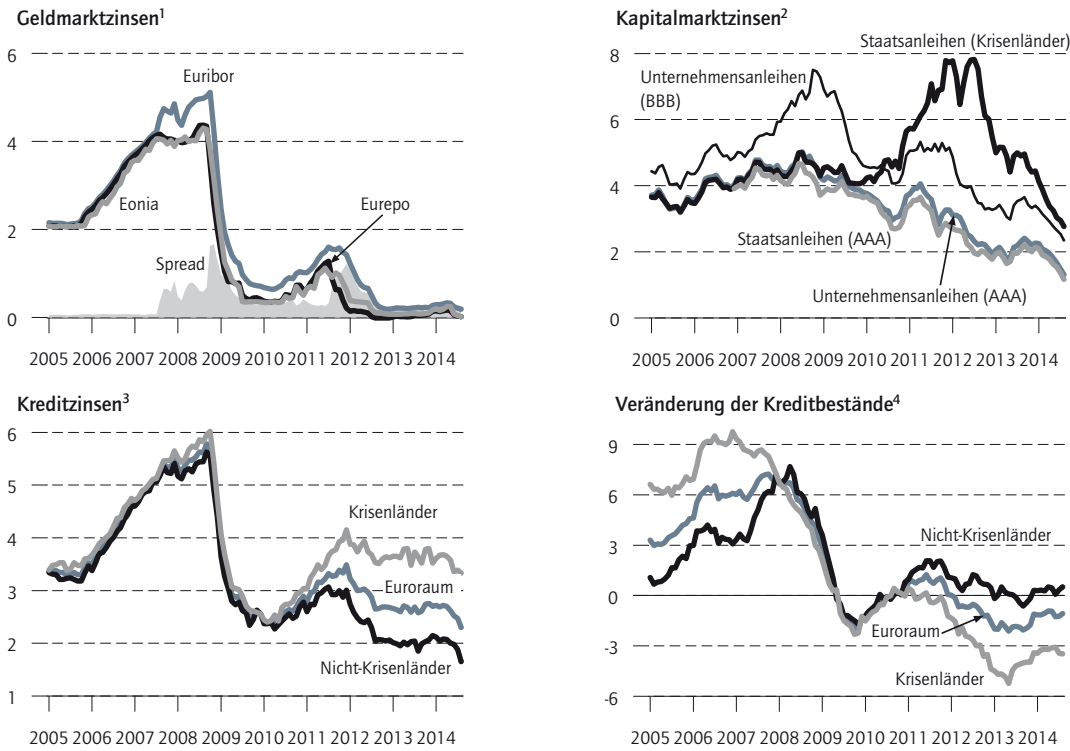 Geldmarktzinsen¹
6
4
2
0
Euribor
Eonia
Eurepo
Spread
2005 2006 2007 2008 2009 2010 2011 2012 2013 2014
Kapitalmarktzinsen²
8
6
4
2
0
Staatsanleihen (Krisenländer)
Unternehmensanleihen
(BBB)
Staatsanleihen (AAA)
Unternehmensanleihen (AAA)
2005 2006 2007 2008 2009 2010 2011 2012 2013 2014
Kreditzinsen³
6
5
4
3
2
1
Krisenländer
Euroraum
Nicht-Krisenländer
2005 2006 2007 2008 2009 2010 2011 2012 2013 2014
Veränderung der Kreditbestände⁴
9
6
3
0
-3
-6
Nicht-Krisenländer
Euroraum
Krisenländer
2005 2006 2007 2008 2009 2010 2011 2012 2013 2014